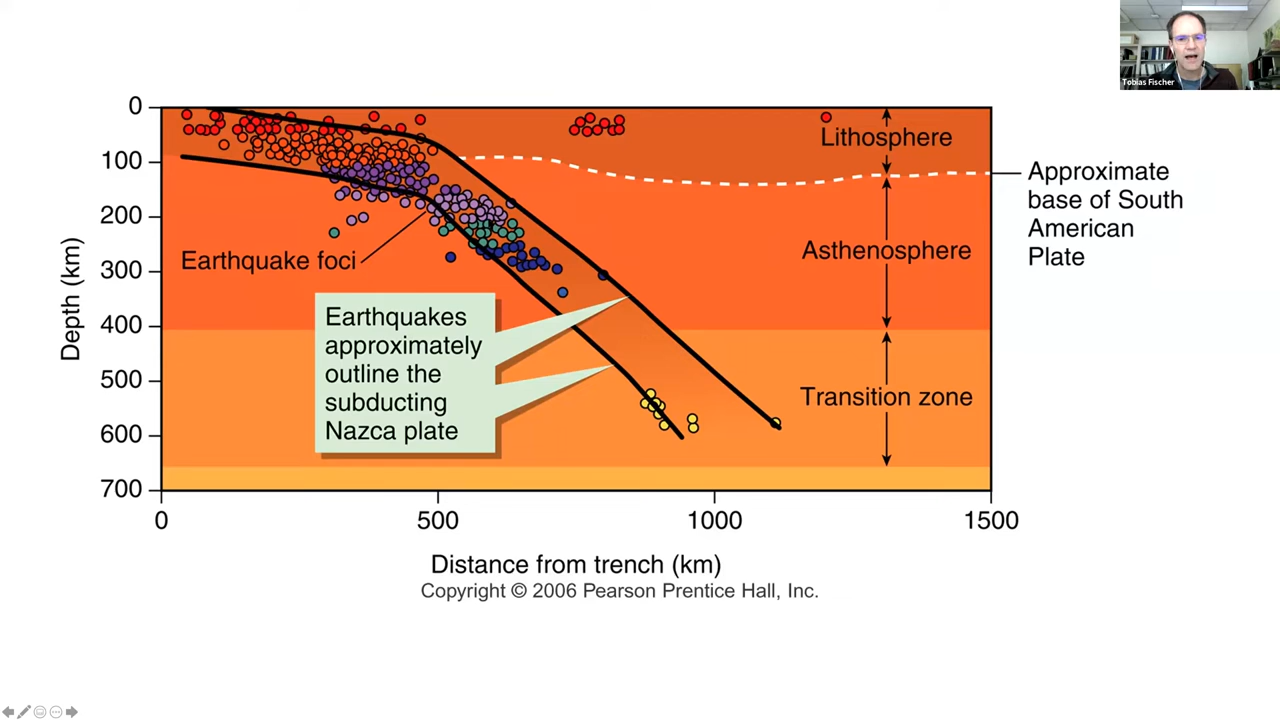 Tobias Fischer
0
100
200
300
400
500
600
700
Depth (km)
Lithosphere
Approximate
base of South
American
Plate
Asthenosphere
Earthquake foci
Earthquakes
approximately
outline the
subducting
Nazca plate
Transition zone
0
500
1000
1500
Distance from trench (km)
Copyright © 2006 Pearson Prentice Hall, Inc.